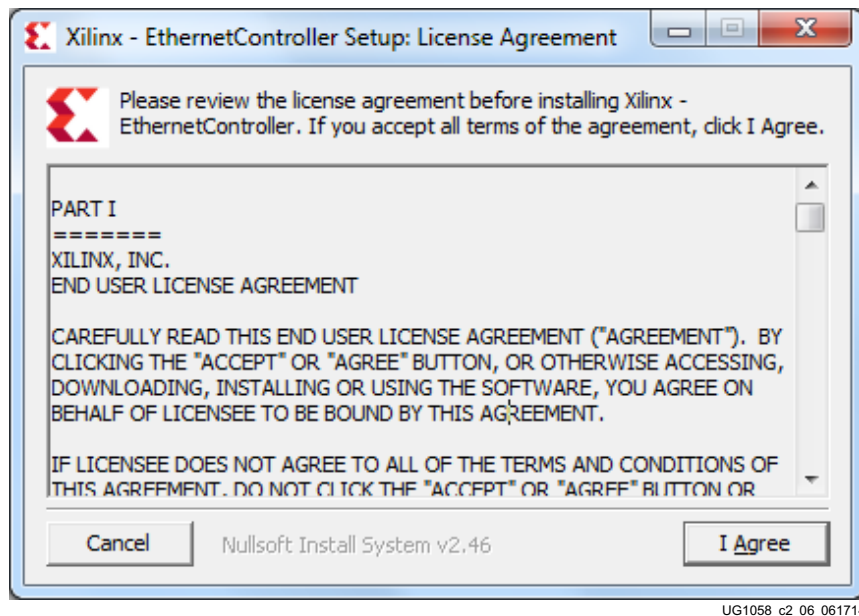 Xilinx - EthernetController Setup: License Agreement
Please review the license agreement before installing Xilinx -
EthernetController. If you accept all terms of the agreement, click I Agree.
PART I
=======
XILINX, INC.
END USER LICENSE AGREEMENT
CAREFULLY READ THIS END USER LICENSE AGREEMENT ("AGREEMENT").  BY
CLICKING THE "ACCEPT" OR "AGREE" BUTTON, OR OTHERWISE ACCESSING,
DOWNLOADING, INSTALLING OR USING THE SOFTWARE, YOU AGREE ON
BEHALF OF LICENSEE TO BE BOUND BY THIS AGREEMENT.
IF LICENSEE DOES NOT AGREE TO ALL OF THE TERMS AND CONDITIONS OF
THIS AGREEMENT, DO NOT CLICK THE "ACCEPT" OR "AGREE" BUTTON OR
Cancel
Nullsoft Install System v2.46
I Agree
UG1058_c2_06_061714